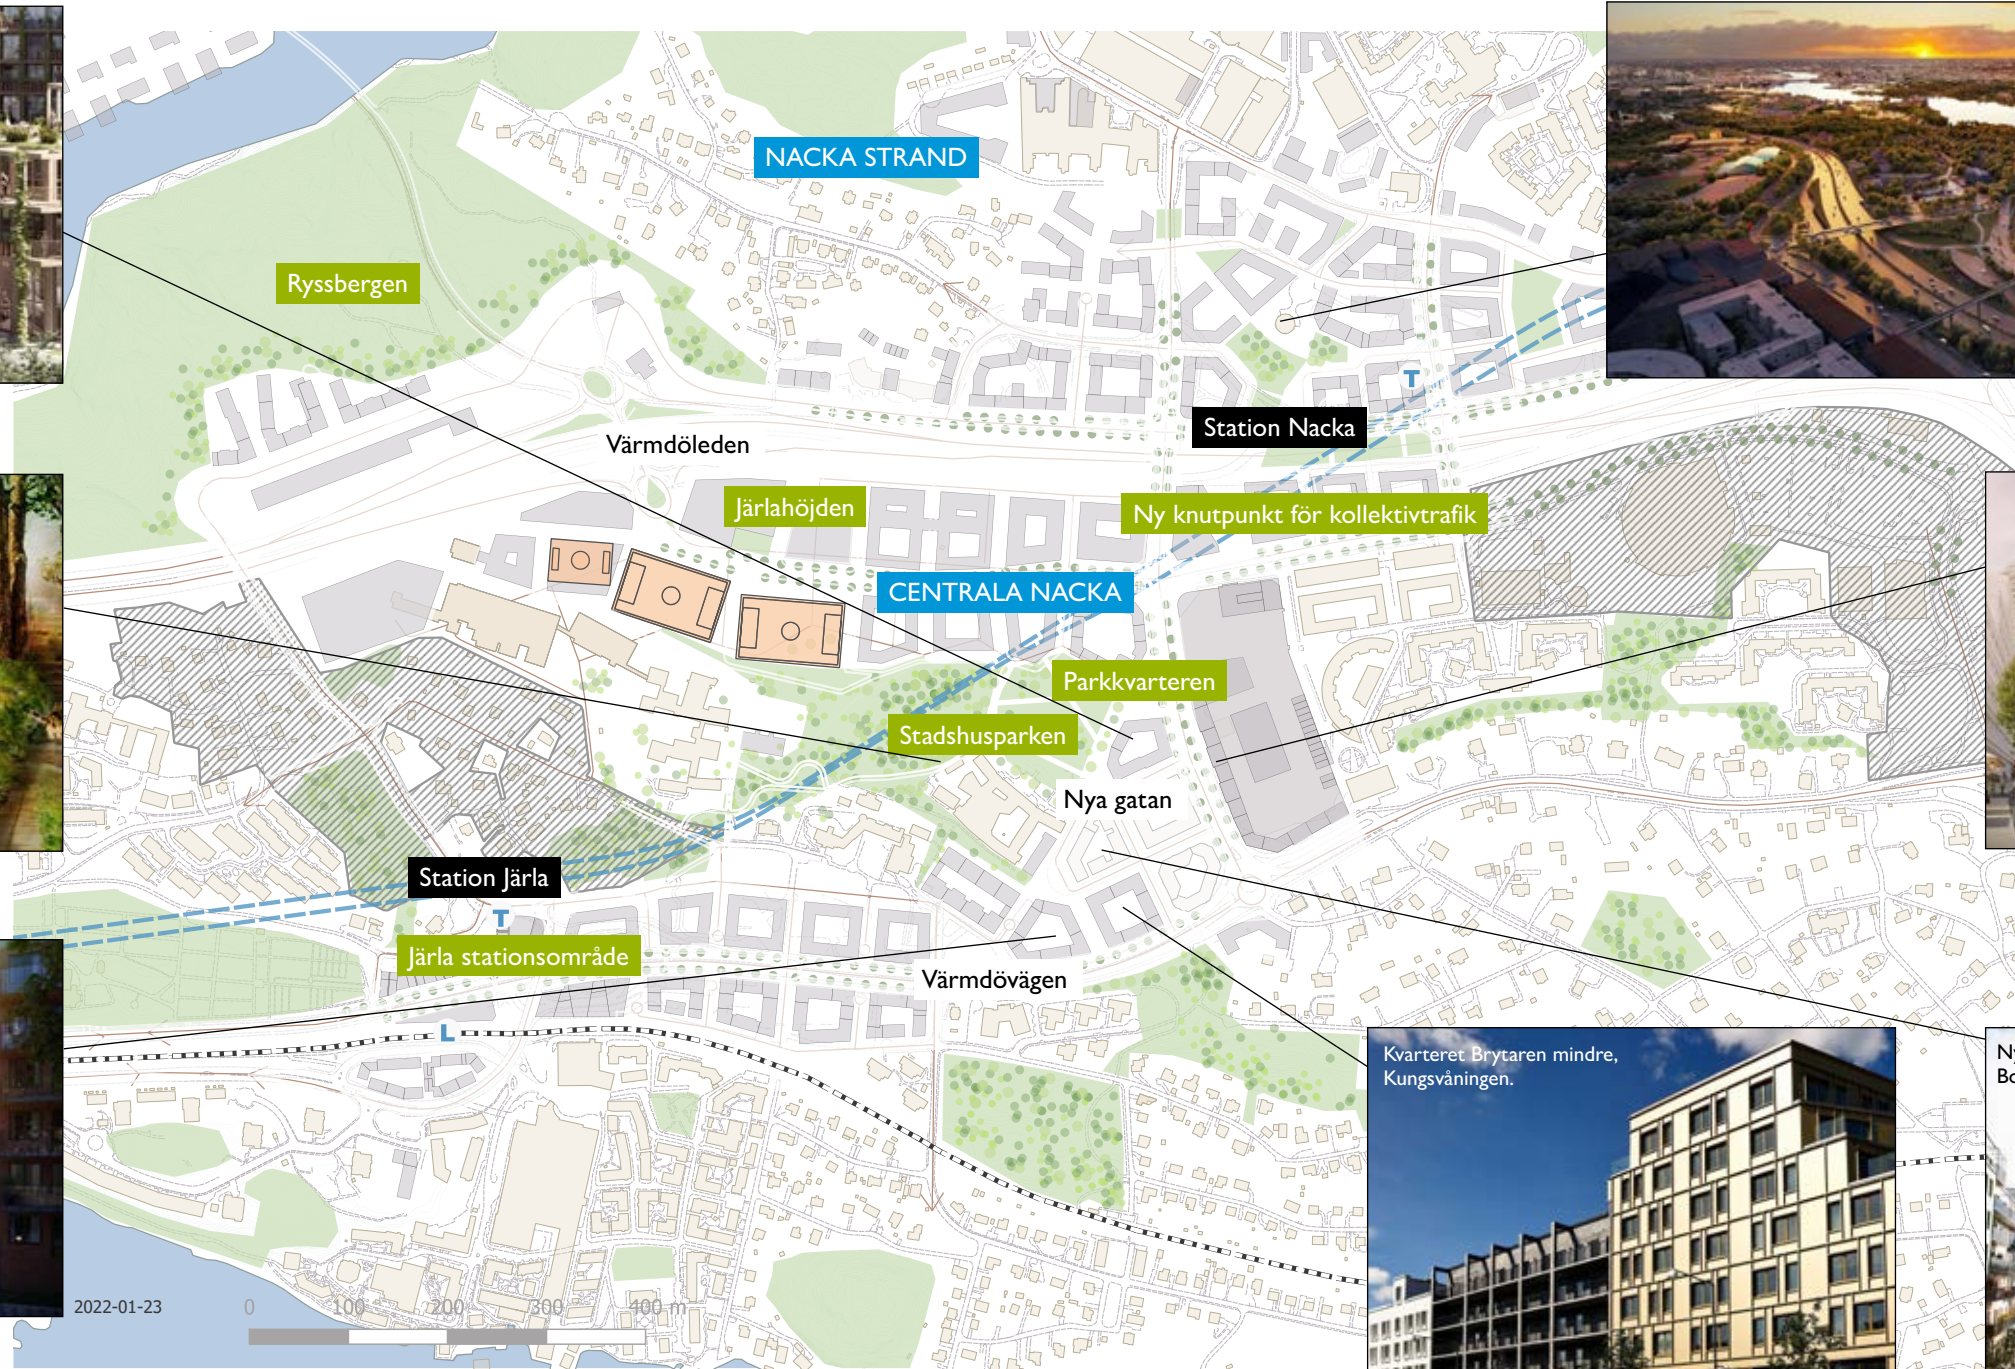 NACKA STRAND
Ryssbergen
Värmdöleden
Station Nacka
T
Järlahöjden
Ny knutpunkt för kollektivtrafik
CENTRALA NACKA
Parkkvarteren
Stadshusparken
Nya gatan
Station Järla
T
Järla stationsområde
Värmdövägen
L
Kvarteret Brytaren mindre,
Kungsvåningen.
2022-01-23
0 100 200 300 400 m